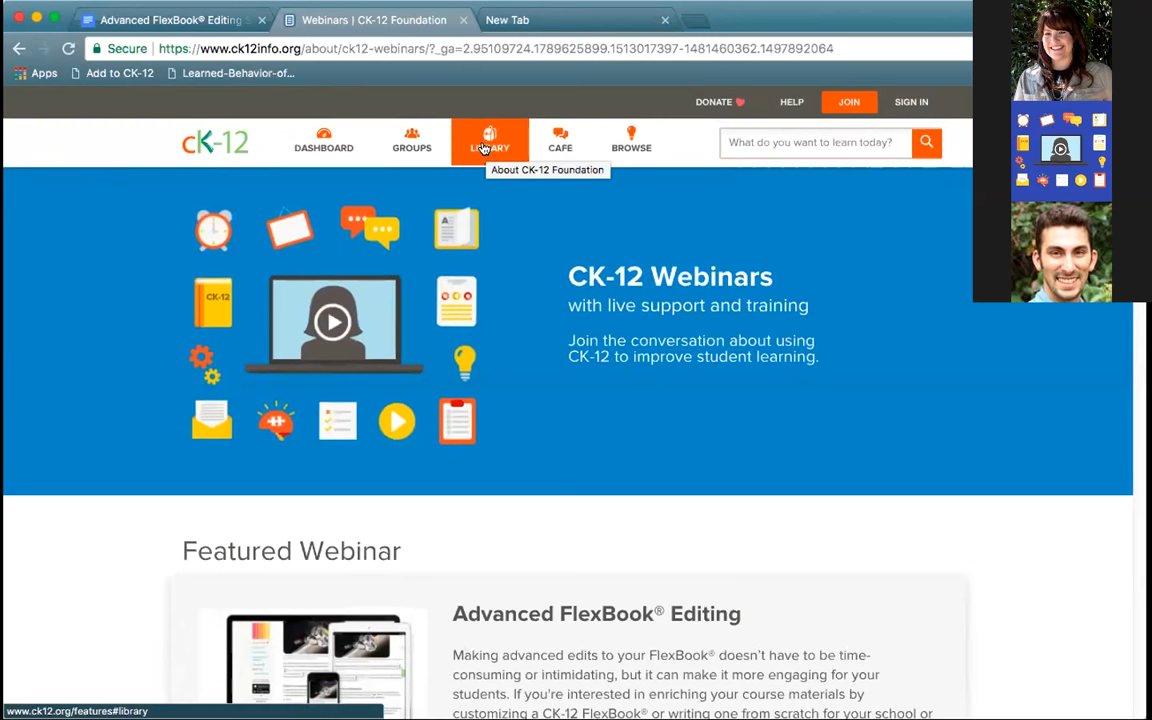 Advanced FlexBook® Editing
Webinars | CK-12 Foundation
New Tab
Secure
https://www.ck12info.org/about/ck12-webinars/?_ga=2.95109724.1789625899.1513017397-1481460362.1497892064
Apps
Add to CK-12
Learned-Behavior-of...
DONATE
HELP
JOIN
SIGN IN
cK-12
DASHBOARD
GROUPS
LIBRARY
CAFE
BROWSE
What do you want to learn today?
About CK-12 Foundation
A
CK-12
CK-12 Webinars
with live support and training
Join the conversation about using
CK-12 to improve student learning.
Featured Webinar
Advanced FlexBook® Editing
Making advanced edits to your FlexBook® doesn't have to be time-
consuming or intimidating, but it can make it more engaging for your
students. If you're interested in enriching your course materials by
customizing a CK-12 FlexBook® or writing one from scratch for your school or
www.ck12.org/features#library